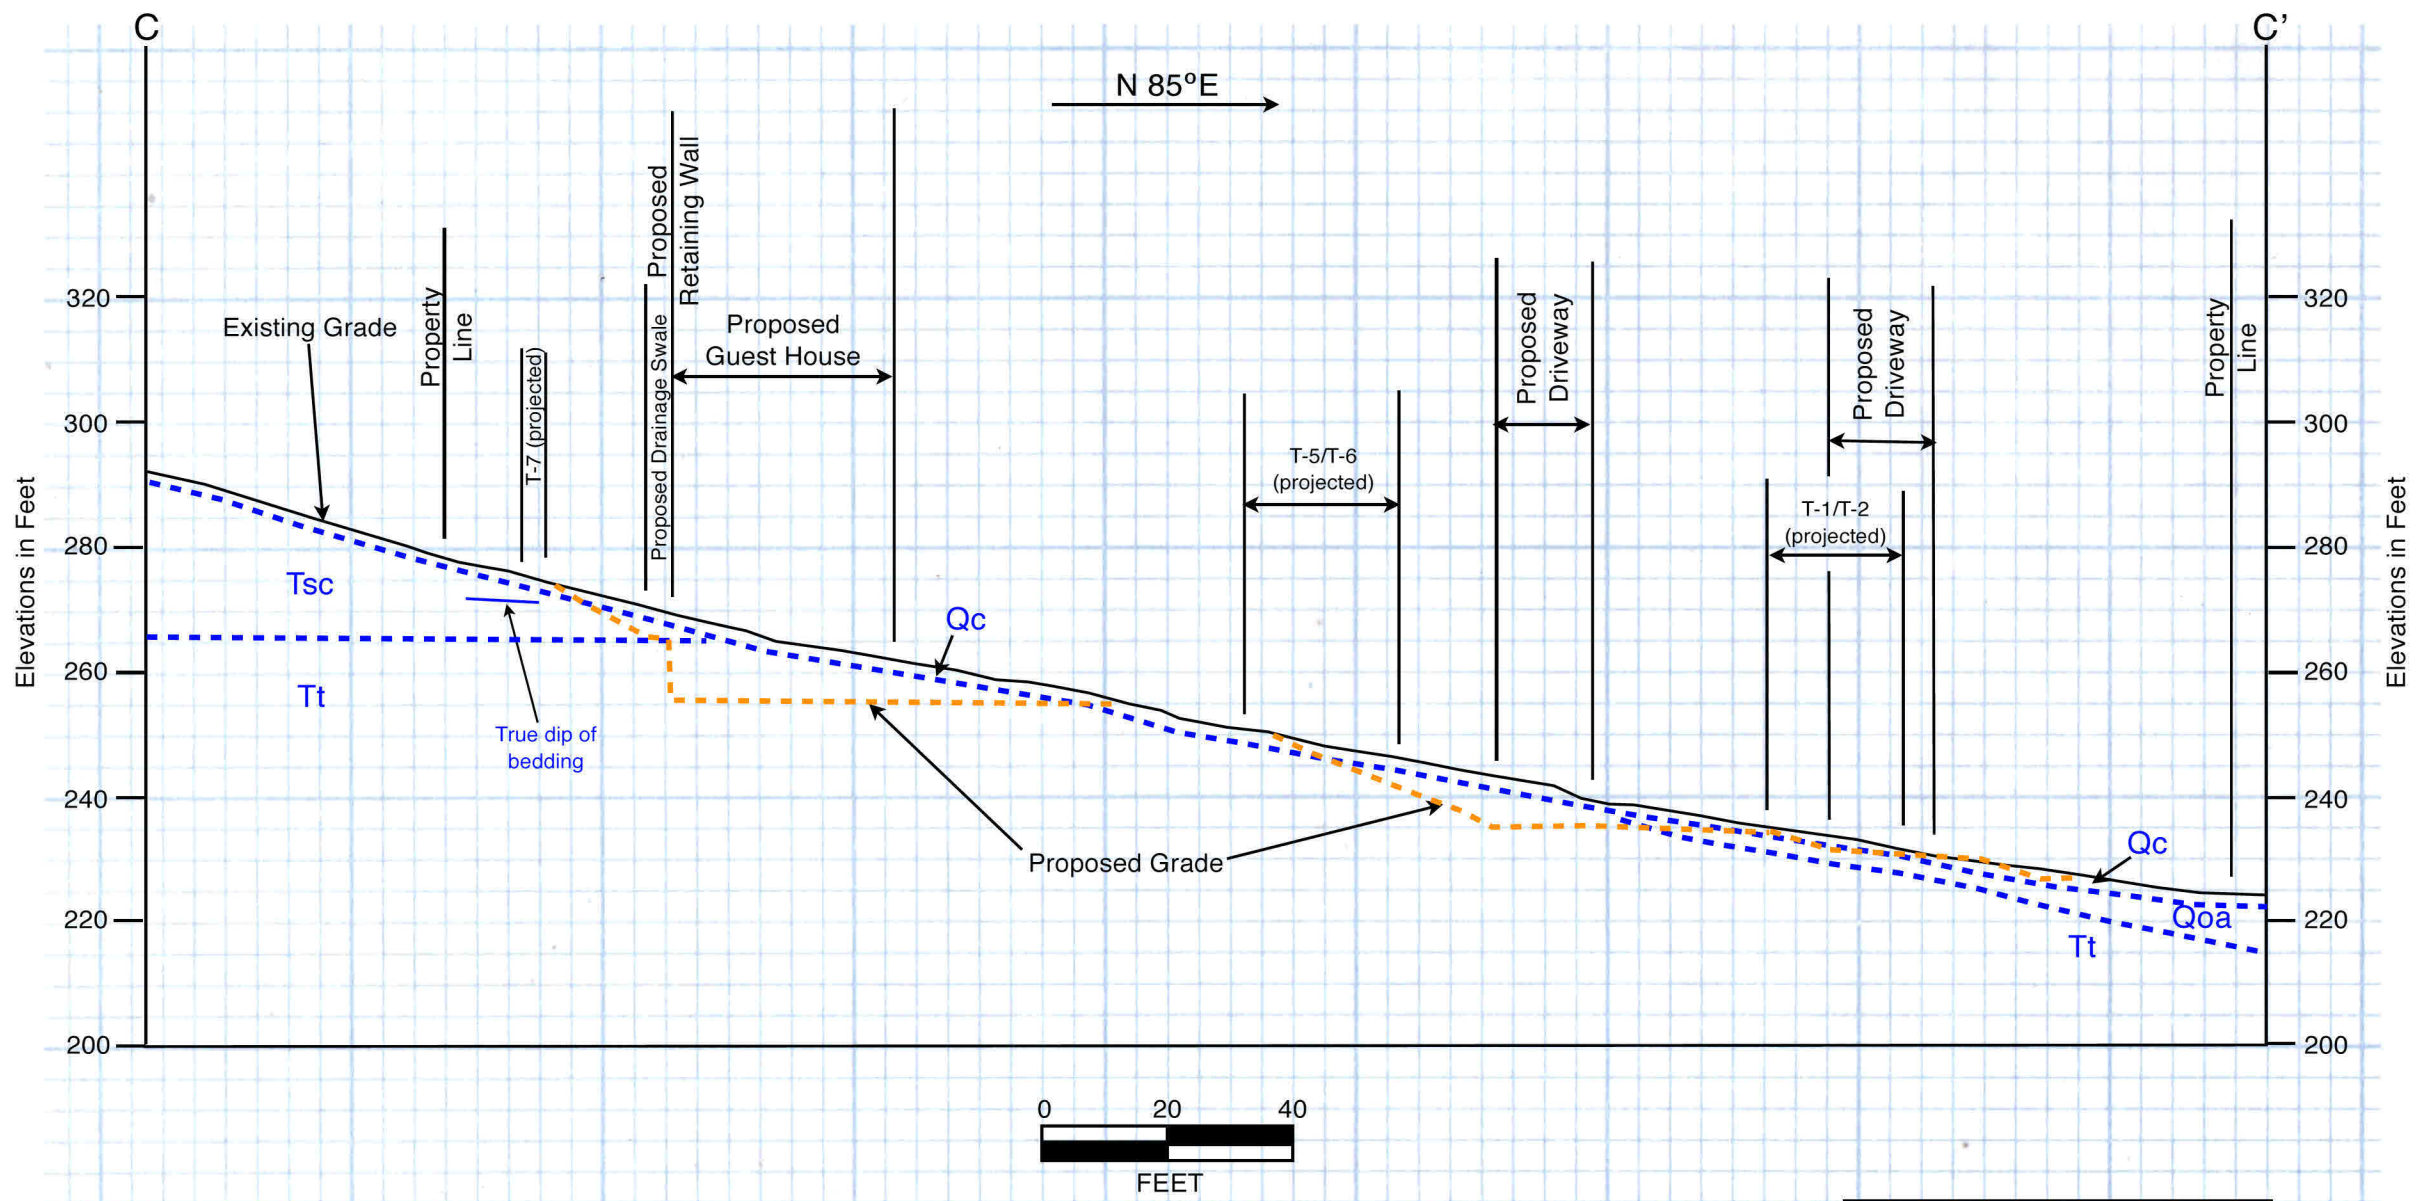 C
C’
N 85ºE
Proposed
Retaining Wall
Property
Line
T-7 (projected)
Proposed Drainage Swale
Existing Grade
Proposed
Guest House
Proposed
Driveway
Proposed
Driveway
Property
Line
T-5/T-6
(projected)
T-1/T-2
(projected)
320
300
280
260
240
220
200
Elevations in Feet
320
300
280
260
240
220
200
Elevations in Feet
Tsc
Tt
True dip of
bedding
Qc
Proposed Grade
Qc
Qoa
Tt
0 20 40
FEET